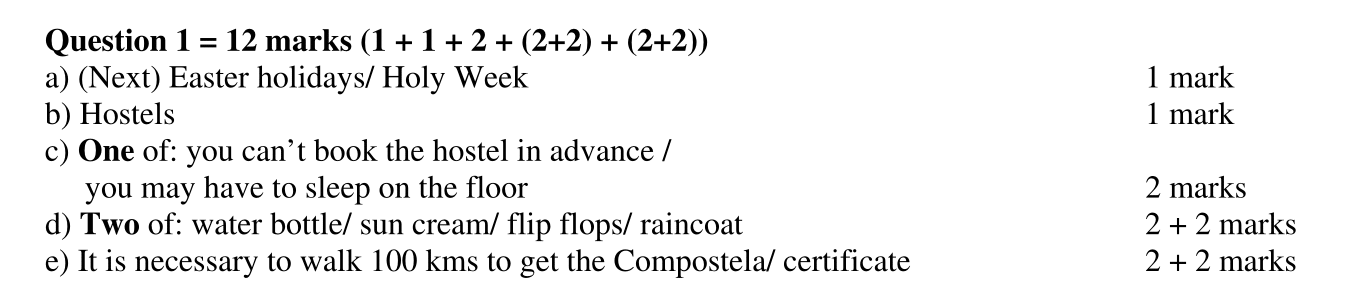 Question 1 = 12 marks (1 + 1 + 2 + (2+2) + (2+2))
a) (Next) Easter holidays/ Holy Week 1 mark
b) Hostels 1 mark
c) One of: you can’t book the hostel in advance /
you may have to sleep on the floor 2 marks
d) Two of: water bottle/ sun cream/ flip flops/ raincoat 2 + 2 marks
e) It is necessary to walk 100 kms to get the Compostela/ certificate 2 + 2 marks